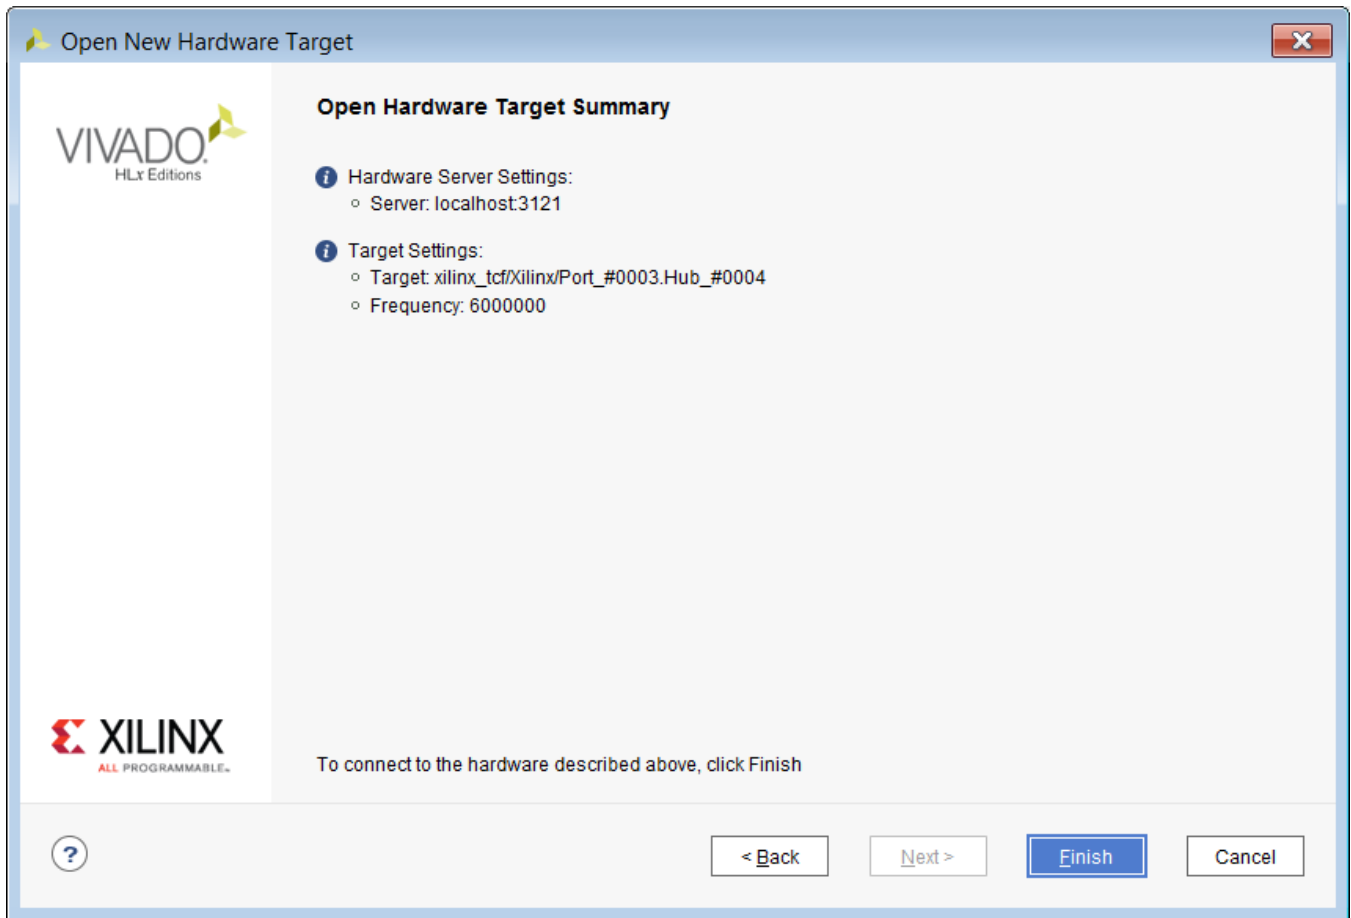 Open New Hardware Target
VIVADO.
HLx Editions
Open Hardware Target Summary
Hardware Server Settings:
Server: localhost:3121
Target Settings:
Target: xilinx_tcf/Xilinx/Port_#0003.Hub_#0004
Frequency: 6000000
XILINX
ALL PROGRAMMABLE™
To connect to the hardware described above, click Finish
?
< Back
Next >
Finish
Cancel